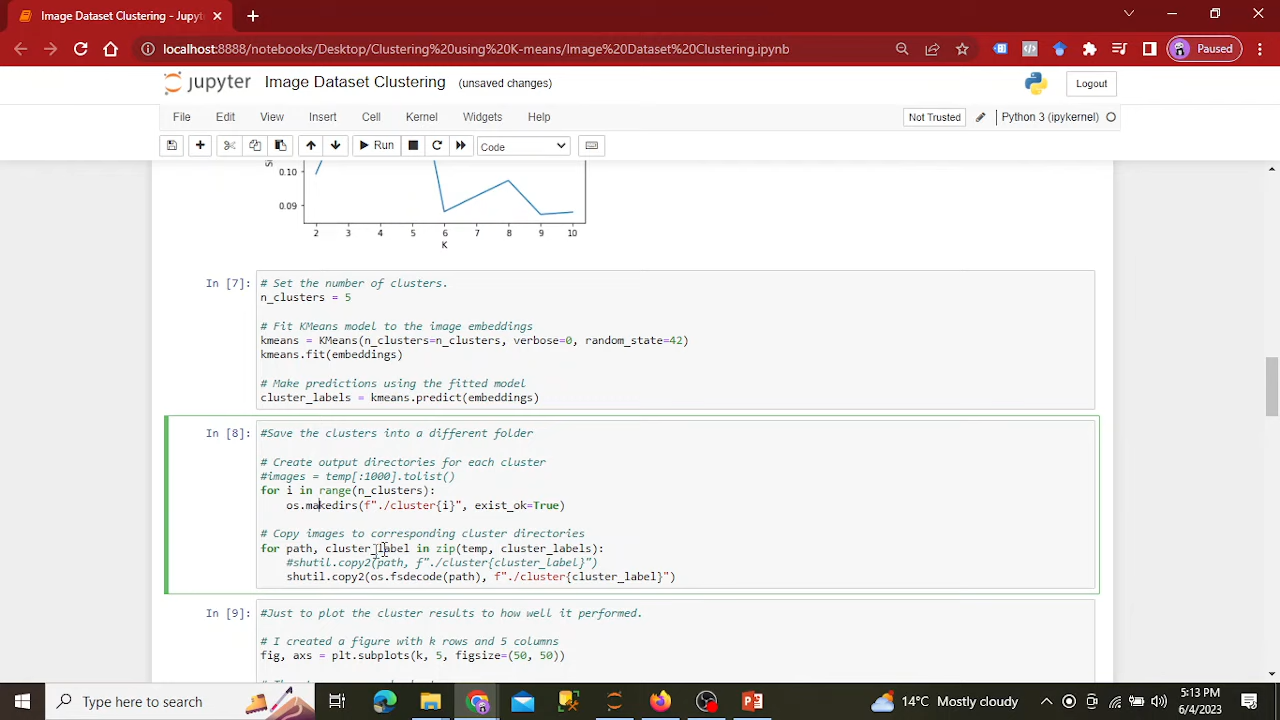 Image Dataset Clustering - Jupyt
localhost:8888/notebooks/Desktop/Clustering%20using%20K-means/Image%20Dataset%20Clustering.ipynb
Paused
jupyter Image Dataset Clustering (unsaved changes)
Logout
File Edit View Insert Cell Kernel Widgets Help
Not Trusted
Python 3 (ipykernel)
Run
Code
0.10
0.09
2 3 4 5 6 7 8 9 10
K
In [7]:
# Set the number of clusters.
n_clusters = 5
# Fit KMeans model to the image embeddings
kmeans = KMeans(n_clusters=n_clusters, verbose=0, random_state=42)
kmeans.fit(embeddings)
# Make predictions using the fitted model
cluster_labels = kmeans.predict(embeddings)
In [8]:
#Save the clusters into a different folder
# Create output directories for each cluster
#images = temp[:1000].tolist()
for i in range(n_clusters):
os.makedirs(f"./cluster{i}", exist_ok=True)
# Copy images to corresponding cluster directories
for path, cluster_label in zip(temp, cluster_labels):
#shutil.copy2(path, f"./cluster{cluster_label}")
shutil.copy2(os.fsdecode(path), f"./cluster{cluster_label}")
In [9]:
#Just to plot the cluster results to how well it performed.
# I created a figure with k rows and 5 columns
fig, axs = plt.subplots(k, 5, figsize=(50, 50))
Type here to search
14°C Mostly cloudy
5:13 PM
6/4/2023